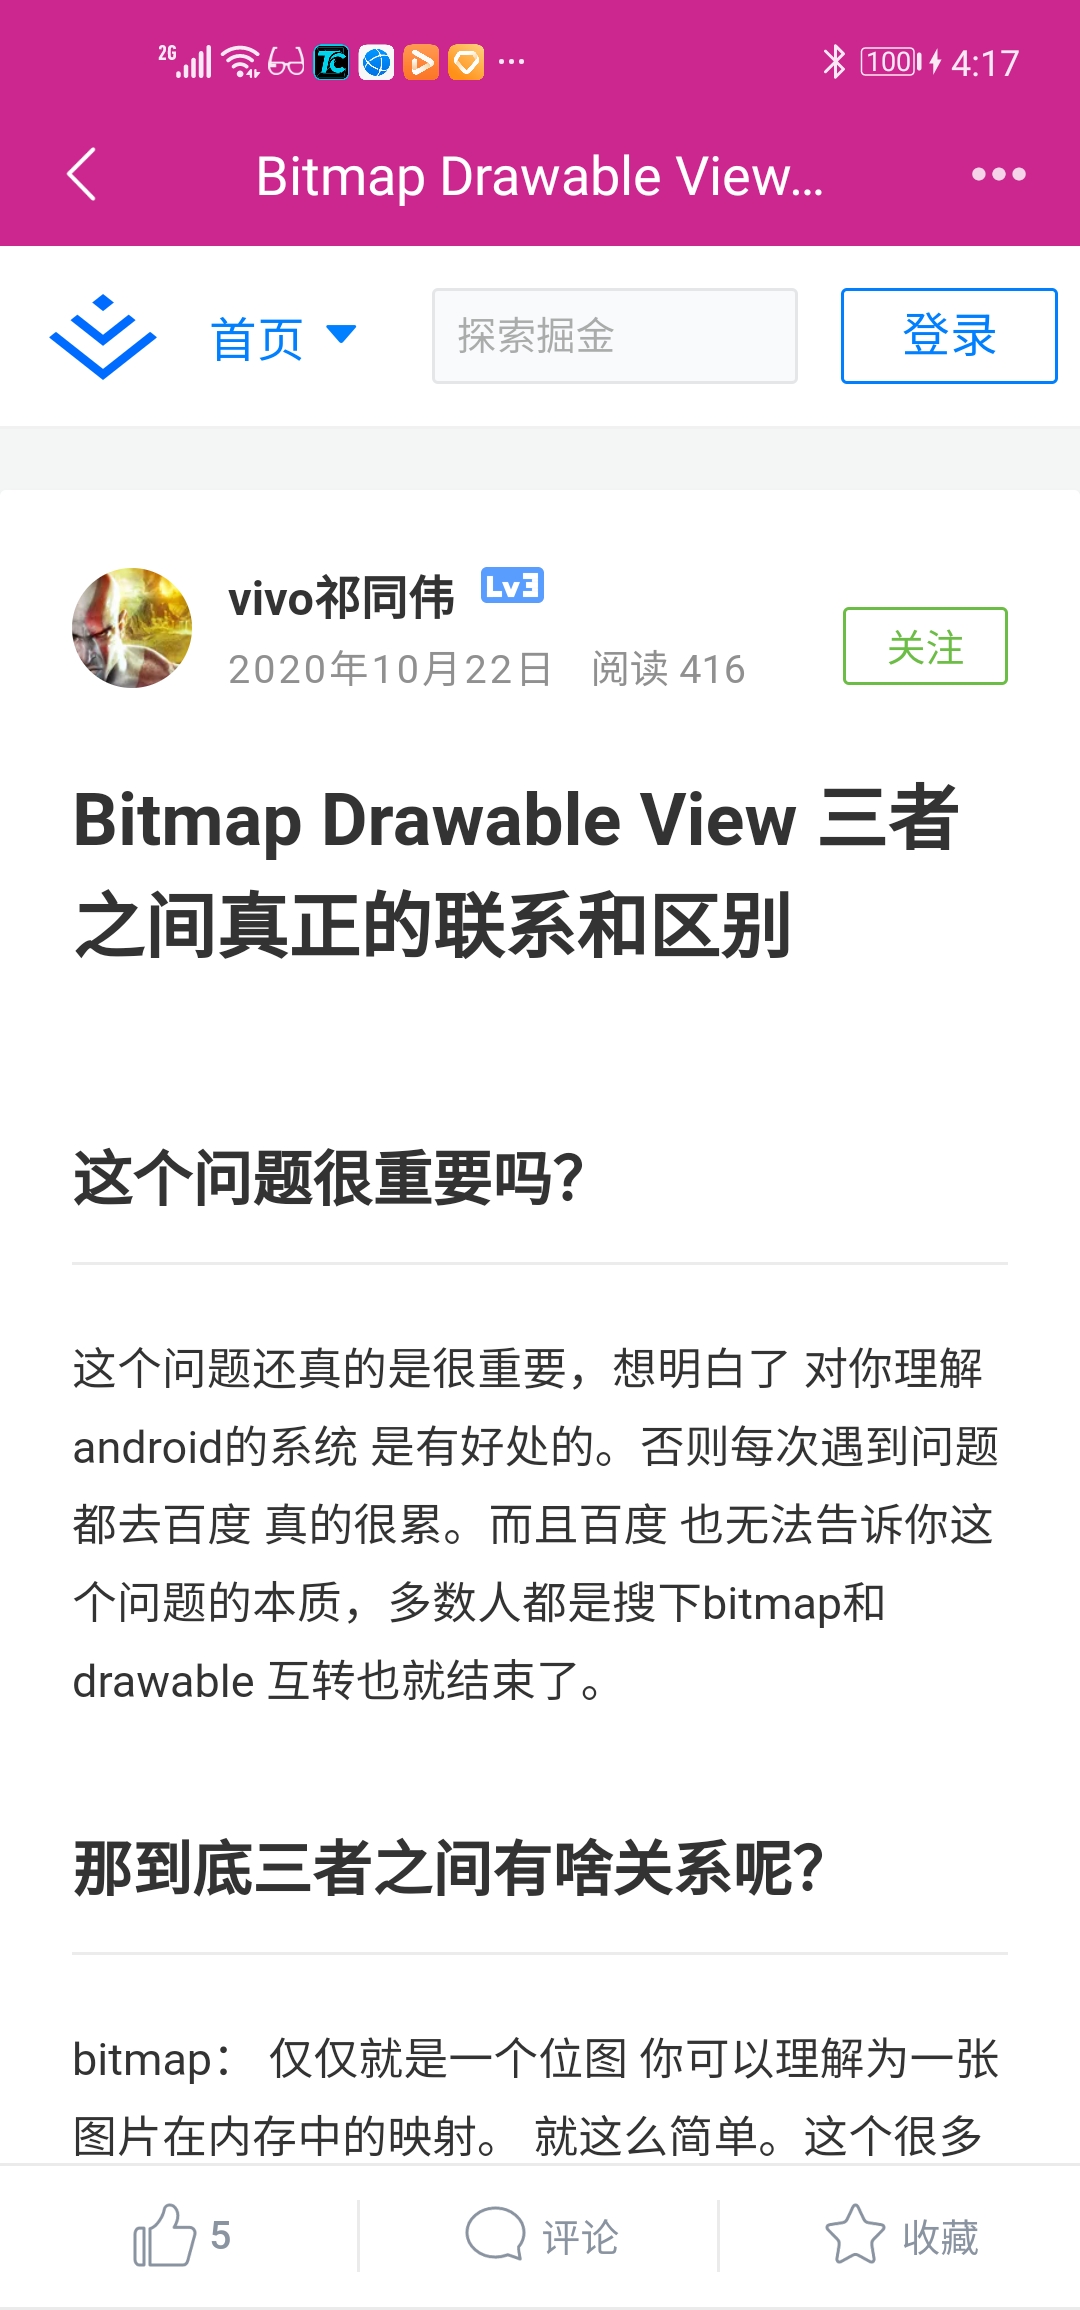 2G 100 4:17
Bitmap Drawable View...
首页 探索掘金 登录
vivo祁同伟 Lv3
2020年10月22日 阅读 416 关注
Bitmap Drawable View 三者
之间真正的联系和区别
这个问题很重要吗?
这个问题还真的是很重要，想明白了 对你理解
android的系统 是有好处的。否则每次遇到问题
都去百度 真的很累。而且百度 也无法告诉你这
个问题的本质，多数人都是搜下bitmap和
drawable 互转也就结束了。
那到底三者之间有啥关系呢?
bitmap： 仅仅就是一个位图 你可以理解为一张
图片在内存中的映射。 就这么简单。这个很多
5 评论 收藏